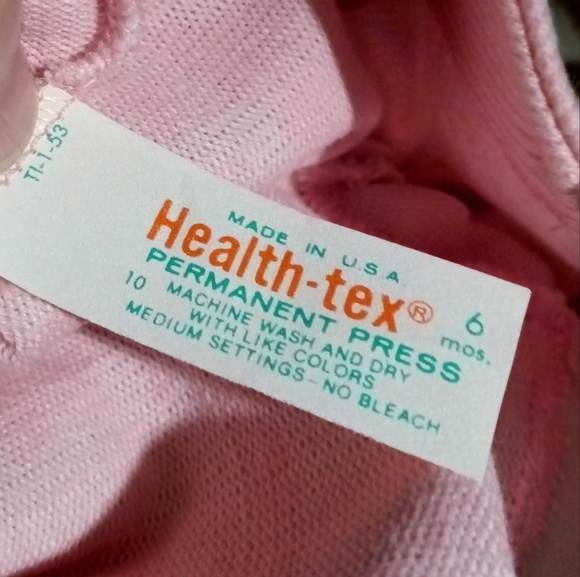 TI-1-53
MADE IN U.S.A
Health-tex®
PERMANENT PRESS
10 MACHINE WASH AND DRY
WITH LIKE COLORS
MEDIUM SETTINGS-NO BLEACH
6
mos.